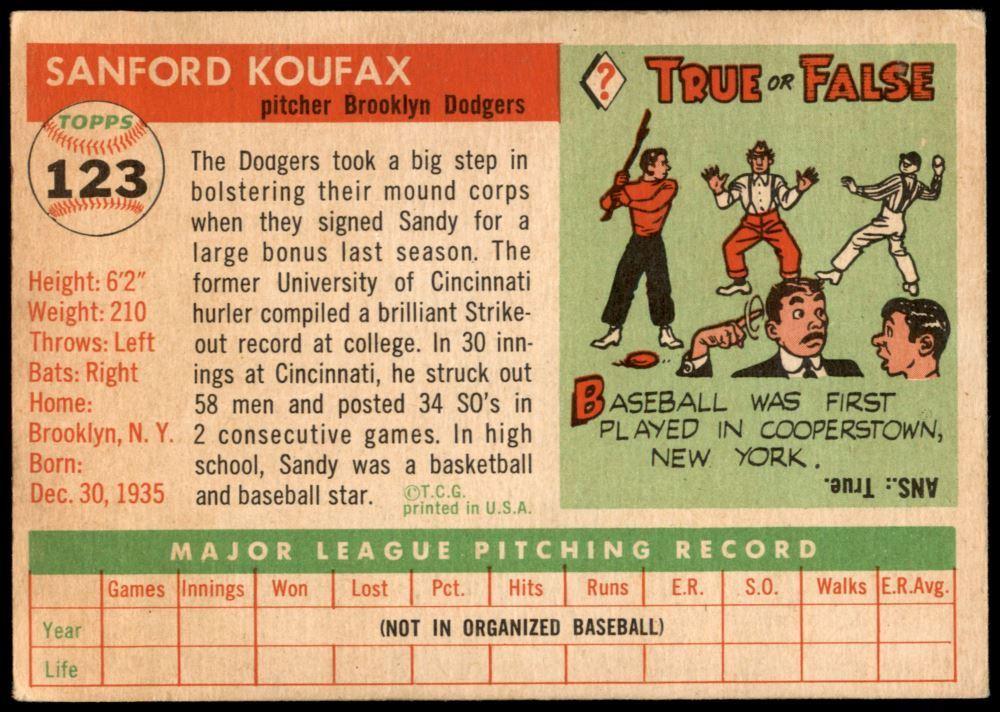 SANFORD KOUFAX
pitcher Brooklyn Dodgers
TOPPS
123
Height: 6'2"
Weight: 210
Throws: Left
Bats: Right
Home:
Brooklyn, N. Y.
Born:
Dec. 30, 1935
The Dodgers took a big step in
bolstering their mound corps
when they signed Sandy for a
large bonus last season. The
former University of Cincinnati
hurler compiled a brilliant Strike-
out record at college. In 30 inn-
ings at Cincinnati, he struck out
58 men and posted 34 SO's in
2 consecutive games. In high
school, Sandy was a basketball
and baseball star.
©T.C.G.
printed in U.S.A.
?
TRUE OR FALSE
BASEBALL WAS FIRST
PLAYED IN COOPERSTOWN,
NEW YORK.
ANS.: True.
MAJOR LEAGUE PITCHING RECORD
Games Innings Won Lost Pct. Hits Runs E.R. S.O. Walks E.R.Avg.
Year (NOT IN ORGANIZED BASEBALL)
Life